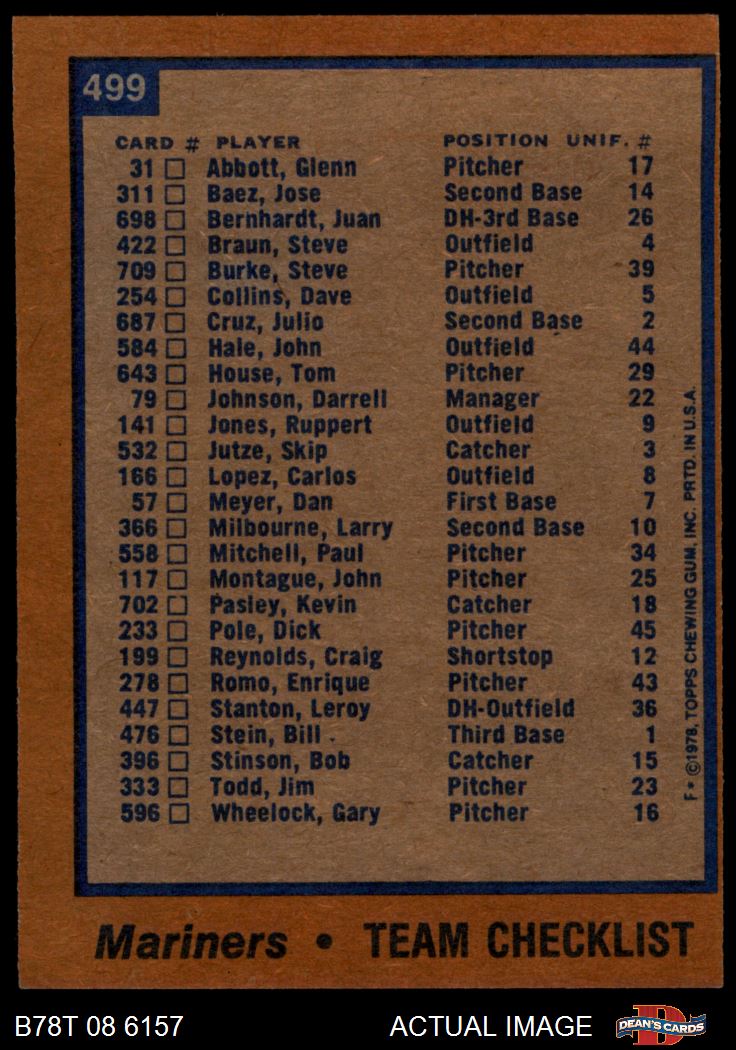 499
CARD # PLAYER POSITION UNIF. #
31 □ Abbott, Glenn Pitcher 17
311 □ Baez, Jose Second Base 14
698 □ Bernhardt, Juan DH-3rd Base 26
422 □ Braun, Steve Outfield 4
709 □ Burke, Steve Pitcher 39
254 □ Collins, Dave Outfield 5
687 □ Cruz, Julio Second Base 2
584 □ Hale, John Outfield 44
643 □ House, Tom Pitcher 29
79 □ Johnson, Darrell Manager 22
141 □ Jones, Ruppert Outfield 9
532 □ Jutze, Skip Catcher 3
166 □ Lopez, Carlos Outfield 8
57 □ Meyer, Dan First Base 7
366 □ Milbourne, Larry Second Base 10
558 □ Mitchell, Paul Pitcher 34
117 □ Montague, John Pitcher 25
702 □ Pasley, Kevin Catcher 18
233 □ Pole, Dick Pitcher 45
199 □ Reynolds, Craig Shortstop 12
278 □ Romo, Enrique Pitcher 43
447 □ Stanton, Leroy DH-Outfield 36
476 □ Stein, Bill Third Base 1
396 □ Stinson, Bob Catcher 15
333 □ Todd, Jim Pitcher 23
596 □ Wheelock, Gary Pitcher 16
F* ©1978, TOPPS CHEWING GUM, INC. PRTD. IN U.S.A.
Mariners • TEAM CHECKLIST
B78T 08 6157 ACTUAL IMAGE
D
DEAN'S CARDS